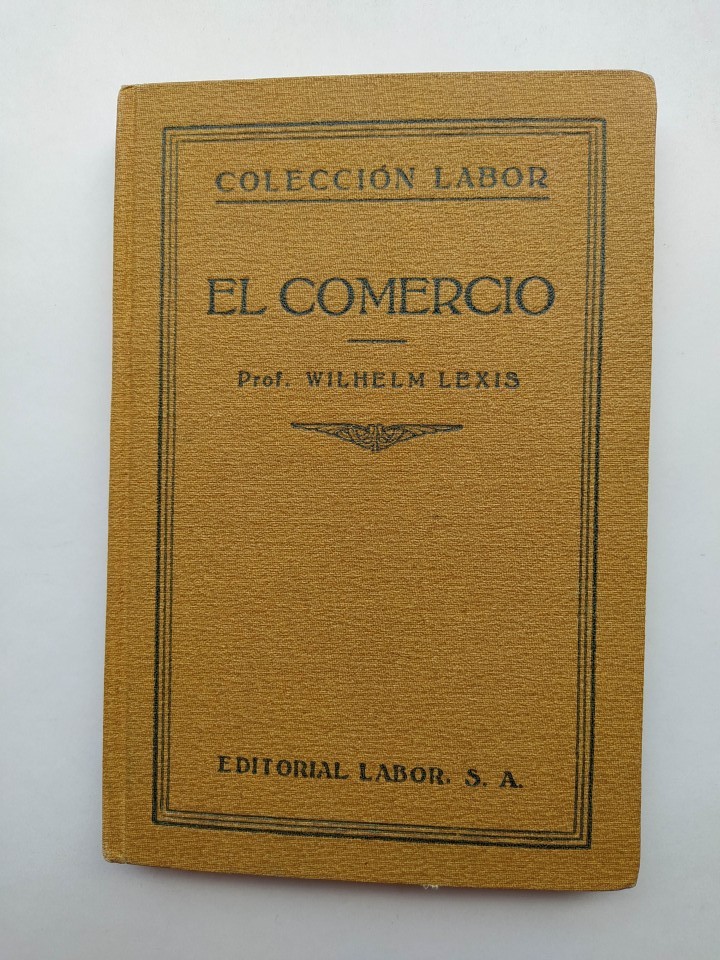 COLECCIÓN LABOR
EL COMERCIO
Prof. WILHELM LEXIS
EDITORIAL LABOR, S. A.